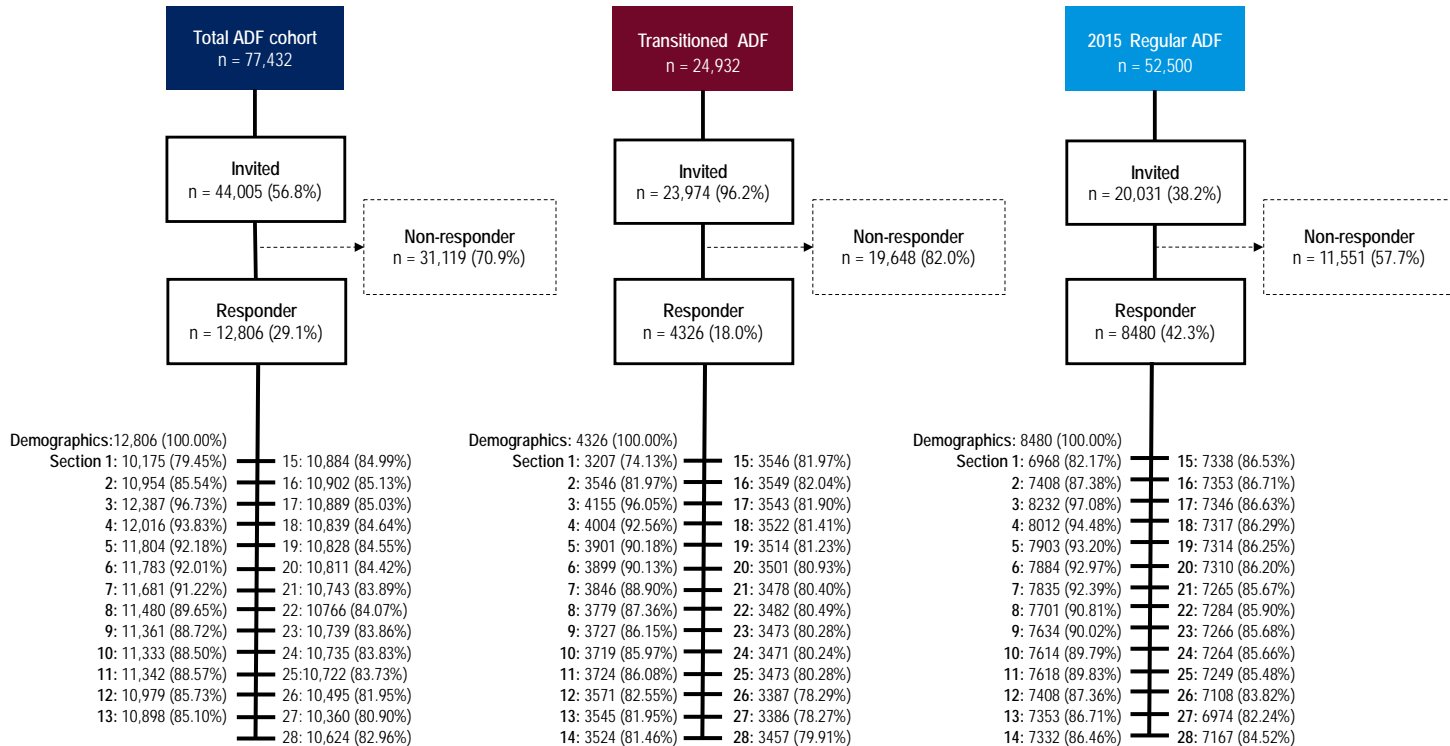 Total ADF cohort
n = 77,432
Invited
n = 44,005 (56.8%)
Non-responder
n = 31,119 (70.9%)
Responder
n = 12,806 (29.1%)
Demographics:12,806 (100.00%)
Section 1: 10,175 (79.45%)
2: 10,954 (85.54%)
3: 12,387 (96.73%)
4: 12,016 (93.83%)
5: 11,804 (92.18%)
6: 11,783 (92.01%)
7: 11,681 (91.22%)
8: 11,480 (89.65%)
9: 11,361 (88.72%)
10: 11,333 (88.50%)
11: 11,342 (88.57%)
12: 10,979 (85.73%)
13: 10,898 (85.10%)
15: 10,884 (84.99%)
16: 10,902 (85.13%)
17: 10,889 (85.03%)
18: 10,839 (84.64%)
19: 10,828 (84.55%)
20: 10,811 (84.42%)
21: 10,743 (83.89%)
22: 10766 (84.07%)
23: 10,739 (83.86%)
24: 10,735 (83.83%)
25:10,722 (83.73%)
26: 10,495 (81.95%)
27: 10,360 (80.90%)
28: 10,624 (82.96%)
Transitioned ADF
n = 24,932
Invited
n = 23,974 (96.2%)
Non-responder
n = 19,648 (82.0%)
Responder
n = 4326 (18.0%)
Demographics: 4326 (100.00%)
Section 1: 3207 (74.13%)
2: 3546 (81.97%)
3: 4155 (96.05%)
4: 4004 (92.56%)
5: 3901 (90.18%)
6: 3899 (90.13%)
7: 3846 (88.90%)
8: 3779 (87.36%)
9: 3727 (86.15%)
10: 3719 (85.97%)
11: 3724 (86.08%)
12: 3571 (82.55%)
13: 3545 (81.95%)
14: 3524 (81.46%)
15: 3546 (81.97%)
16: 3549 (82.04%)
17: 3543 (81.90%)
18: 3522 (81.41%)
19: 3514 (81.23%)
20: 3501 (80.93%)
21: 3478 (80.40%)
22: 3482 (80.49%)
23: 3473 (80.28%)
24: 3471 (80.24%)
25: 3473 (80.28%)
26: 3387 (78.29%)
27: 3386 (78.27%)
28: 3457 (79.91%)
2015 Regular ADF
n = 52,500
Invited
n = 20,031 (38.2%)
Non-responder
n = 11,551 (57.7%)
Responder
n = 8480 (42.3%)
Demographics: 8480 (100.00%)
Section 1: 6968 (82.17%)
2: 7408 (87.38%)
3: 8232 (97.08%)
4: 8012 (94.48%)
5: 7903 (93.20%)
6: 7884 (92.97%)
7: 7835 (92.39%)
8: 7701 (90.81%)
9: 7634 (90.02%)
10: 7614 (89.79%)
11: 7618 (89.83%)
12: 7408 (87.36%)
13: 7353 (86.71%)
14: 7332 (86.46%)
15: 7338 (86.53%)
16: 7353 (86.71%)
17: 7346 (86.63%)
18: 7317 (86.29%)
19: 7314 (86.25%)
20: 7310 (86.20%)
21: 7265 (85.67%)
22: 7284 (85.90%)
23: 7266 (85.68%)
24: 7264 (85.66%)
25: 7249 (85.48%)
26: 7108 (83.82%)
27: 6974 (82.24%)
28: 7167 (84.52%)